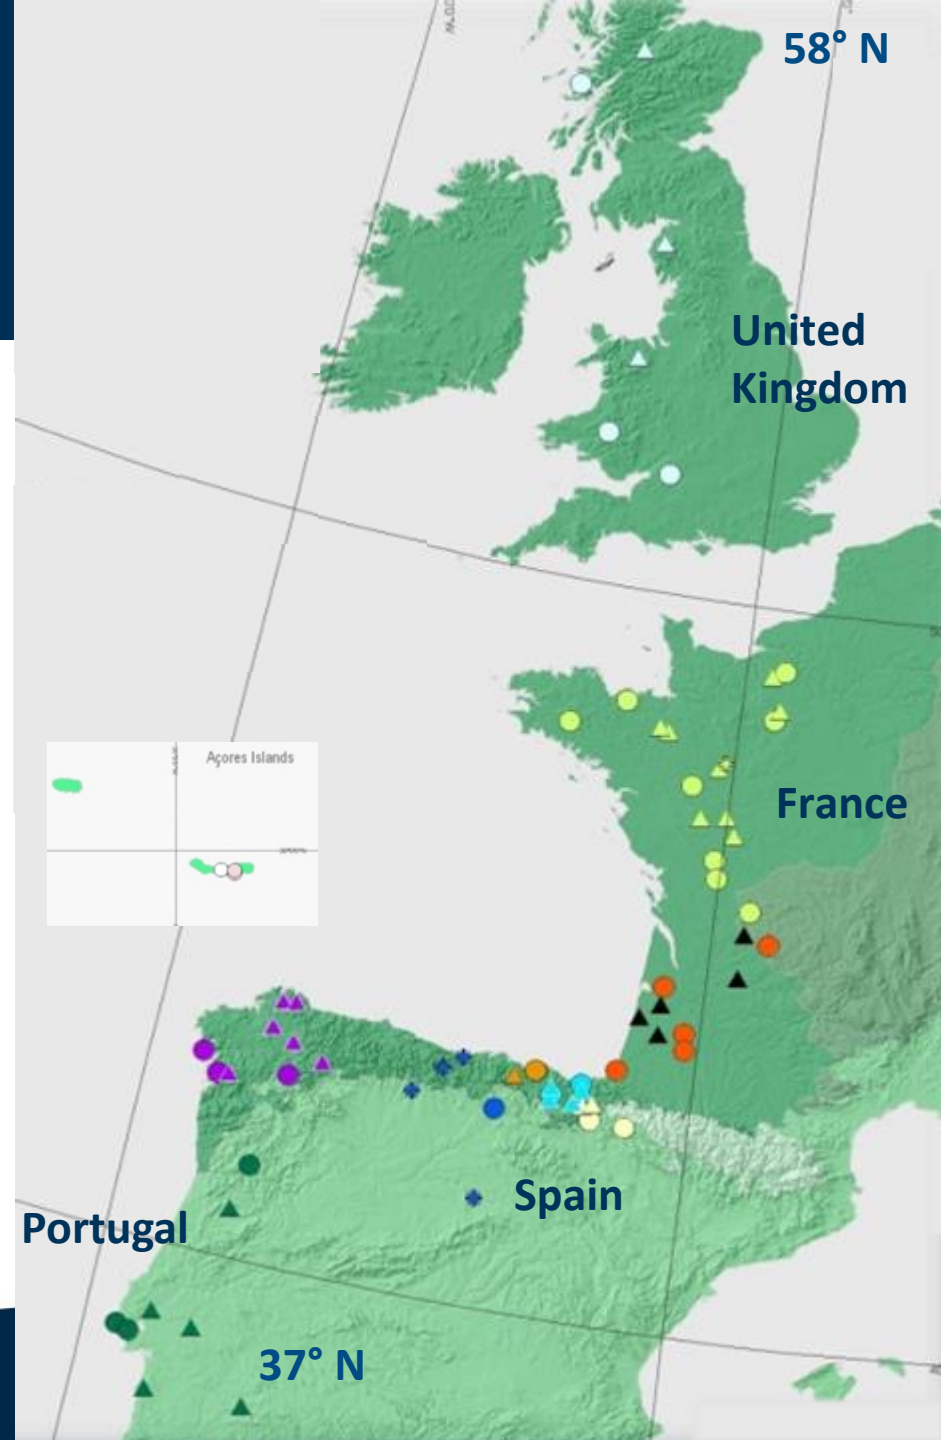 58° N
United
Kingdom
Açores Islands
France
Spain
Portugal
37° N